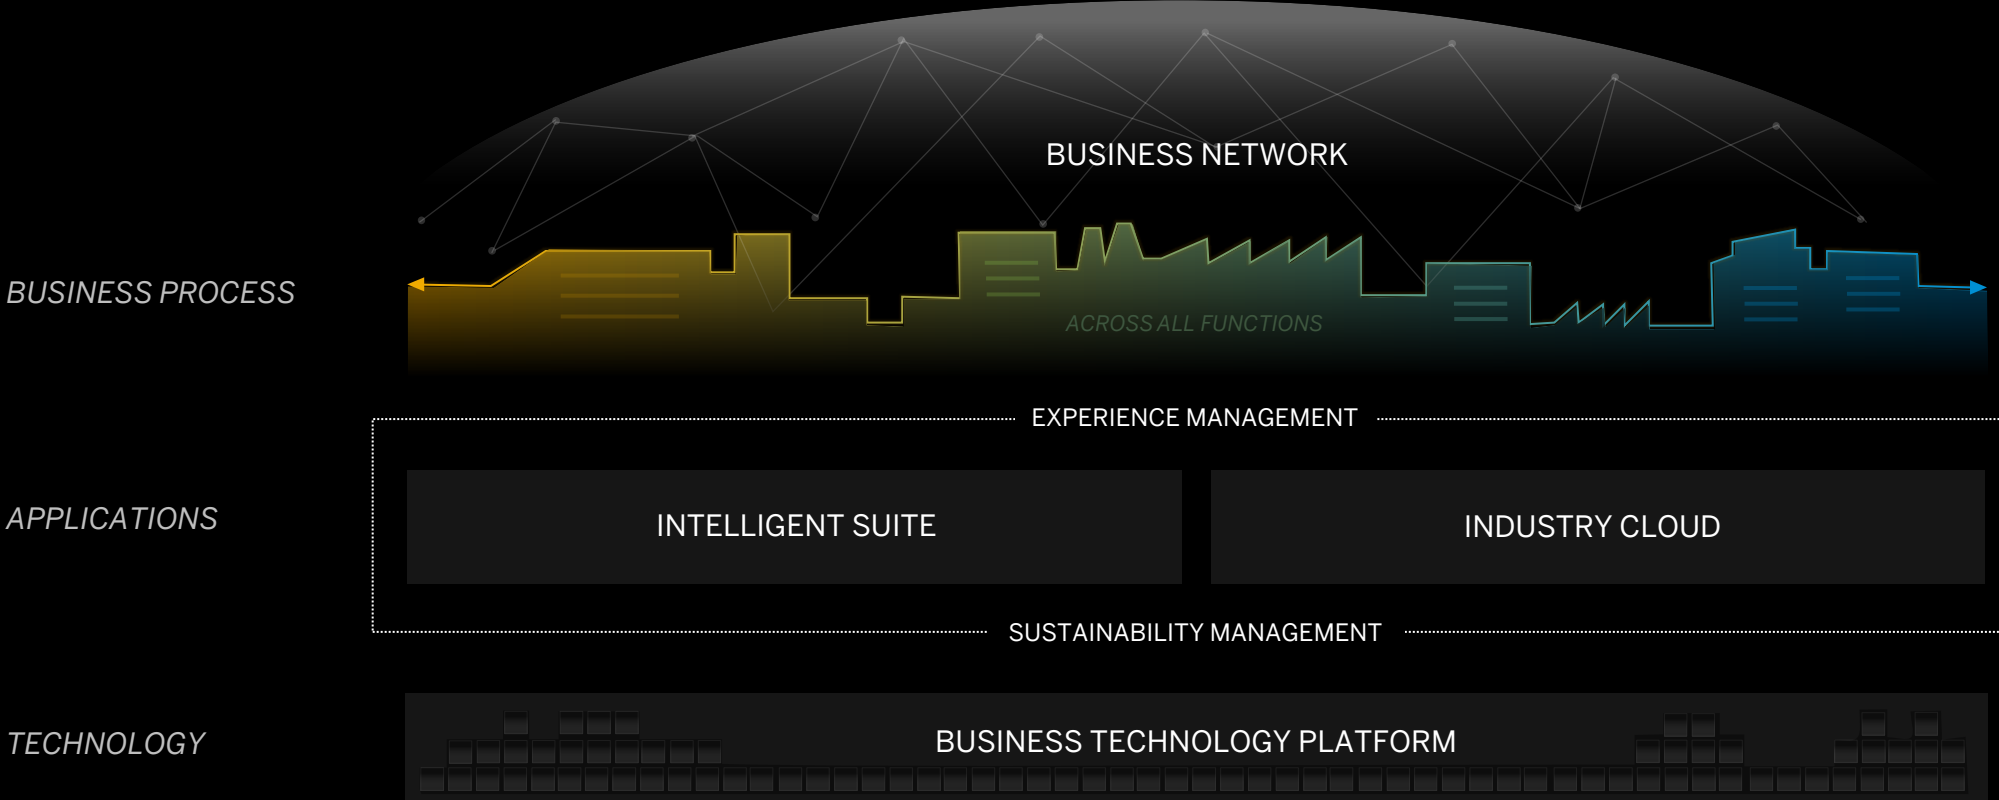 BUSINESS NETWORK
BUSINESS PROCESS
ACROSS ALL FUNCTIONS
EXPERIENCE MANAGEMENT
APPLICATIONS
INTELLIGENT SUITE
INDUSTRY CLOUD
SUSTAINABILITY MANAGEMENT
TECHNOLOGY
BUSINESS TECHNOLOGY PLATFORM